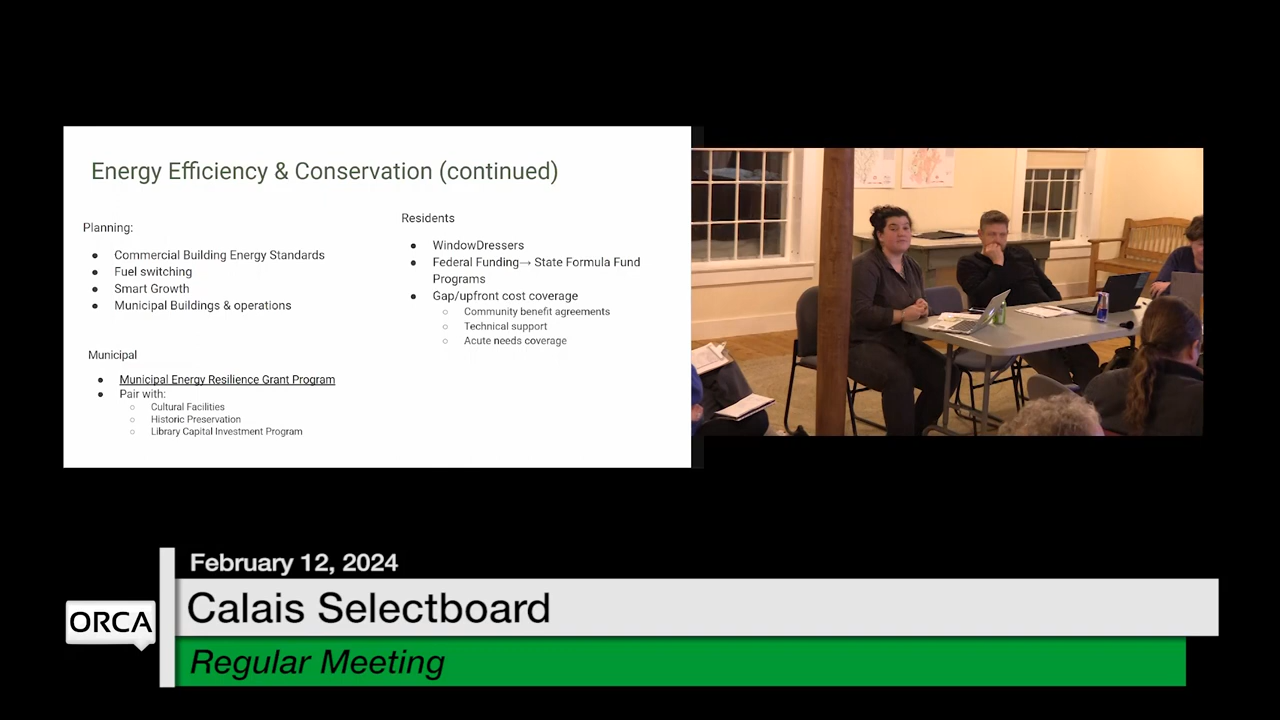 Energy Efficiency & Conservation (continued)
Planning:
● Commercial Building Energy Standards
● Fuel switching
● Smart Growth
● Municipal Buildings & operations
Municipal
● Municipal Energy Resilience Grant Program
● Pair with:
○ Cultural Facilities
○ Historic Preservation
○ Library Capital Investment Program
Residents
● WindowDressers
● Federal Funding→ State Formula Fund
Programs
● Gap/upfront cost coverage
○ Community benefit agreements
○ Technical support
○ Acute needs coverage
February 12, 2024
ORCA
Calais Selectboard
Regular Meeting